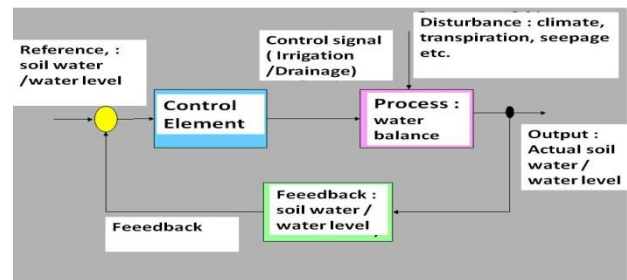 Reference, :
soil water
/water level
Control signal
( Irrigation
/Drainage)
Disturbance : climate,
transpiration, seepage
etc.
Control
Element
Process :
water
balance
Output :
Actual soil
water /
water level
Feeedback :
soil water /
water level
Feeedback